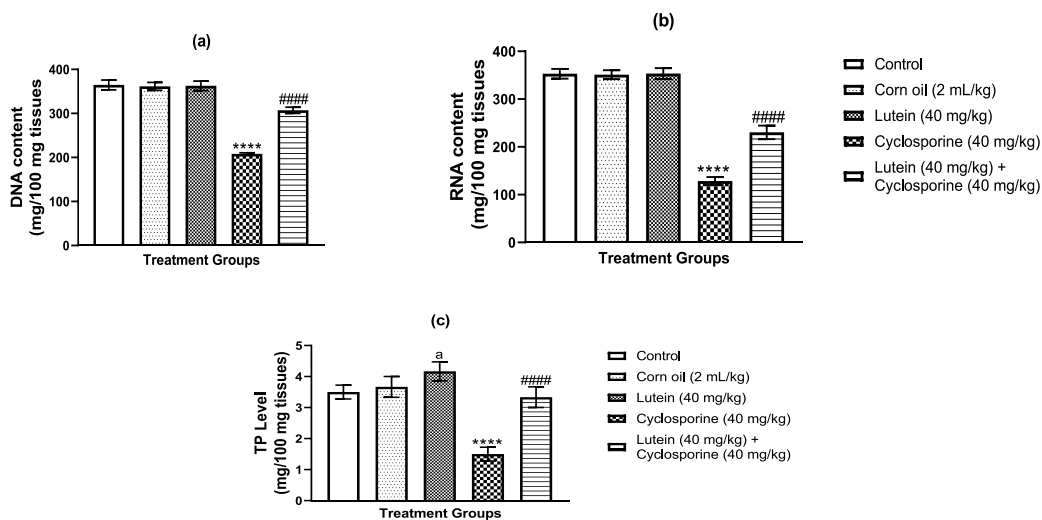 (a)
DNA content
(mg/100 mg tissues)
400
300
200
100
0
****
####
Treatment Groups
(b)
RNA content
(mg/100 mg tissues)
400
300
200
100
0
****
####
Treatment Groups
Control
Corn oil (2 mL/kg)
Lutein (40 mg/kg)
Cyclosporine (40 mg/kg)
Lutein (40 mg/kg) +
Cyclosporine (40 mg/kg)
(c)
TP Level
(mg/100 mg tissues)
5
4
3
2
1
0
a
****
####
Treatment Groups
Control
Corn oil (2 mL/kg)
Lutein (40 mg/kg)
Cyclosporine (40 mg/kg)
Lutein (40 mg/kg) +
Cyclosporine (40 mg/kg)